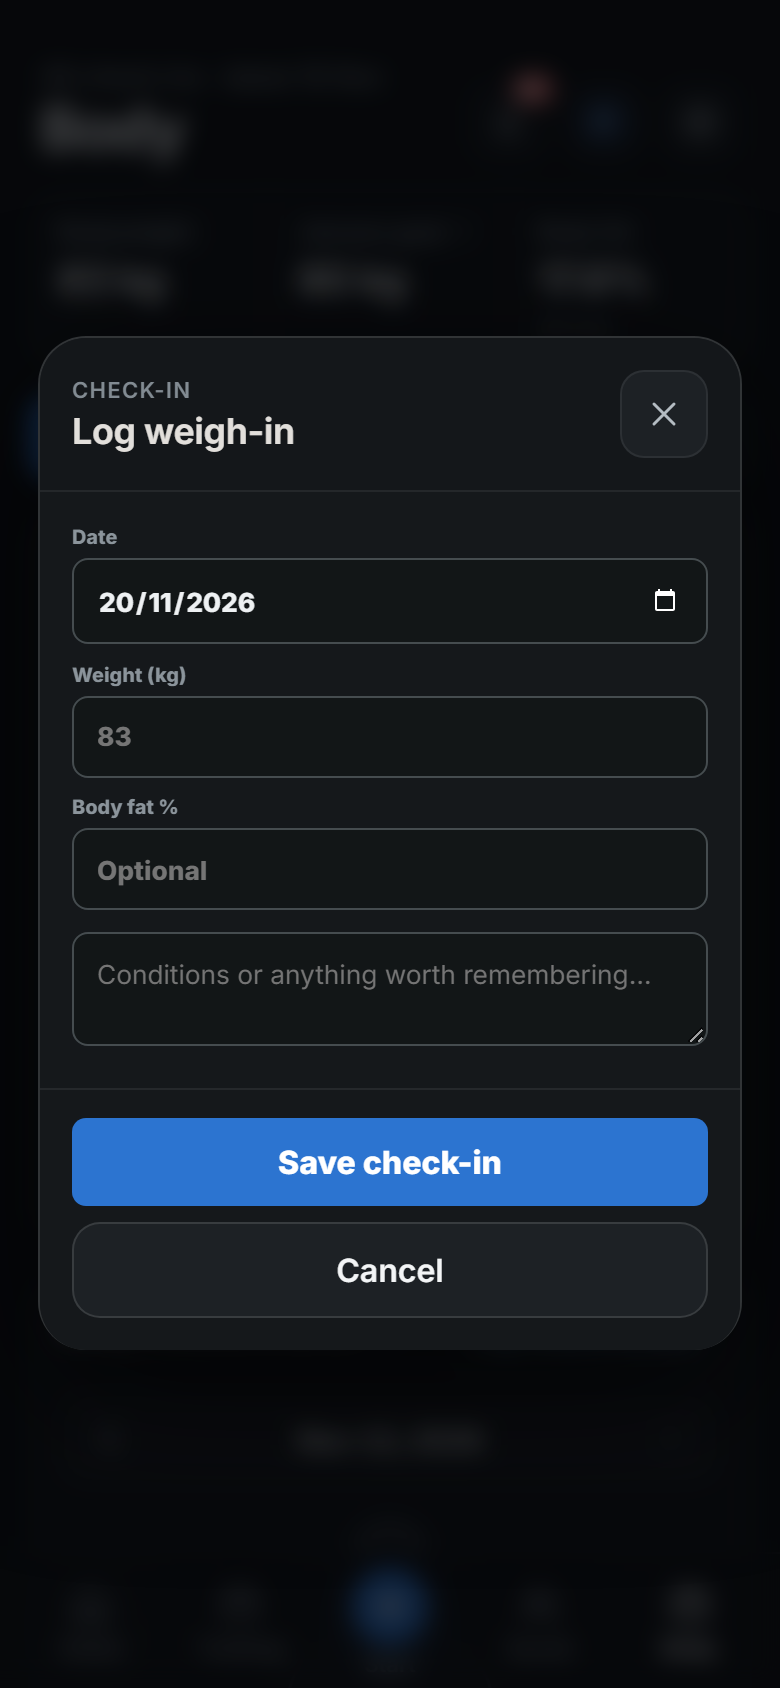 Body
CHECK-IN
Log weigh-in
Date
20/11/2026
Weight (kg)
83
Body fat %
Optional
Conditions or anything worth remembering...
Save check-in
Cancel